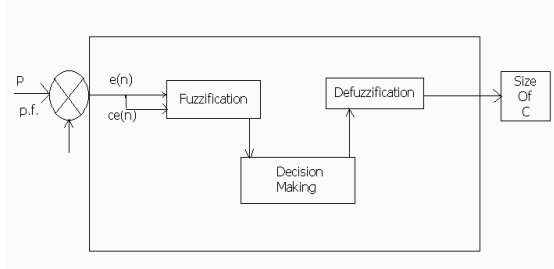 p
p.f.
e(n)
ce(n)
Fuzzification
Decision
Making
Defuzzification
Size
Of
C